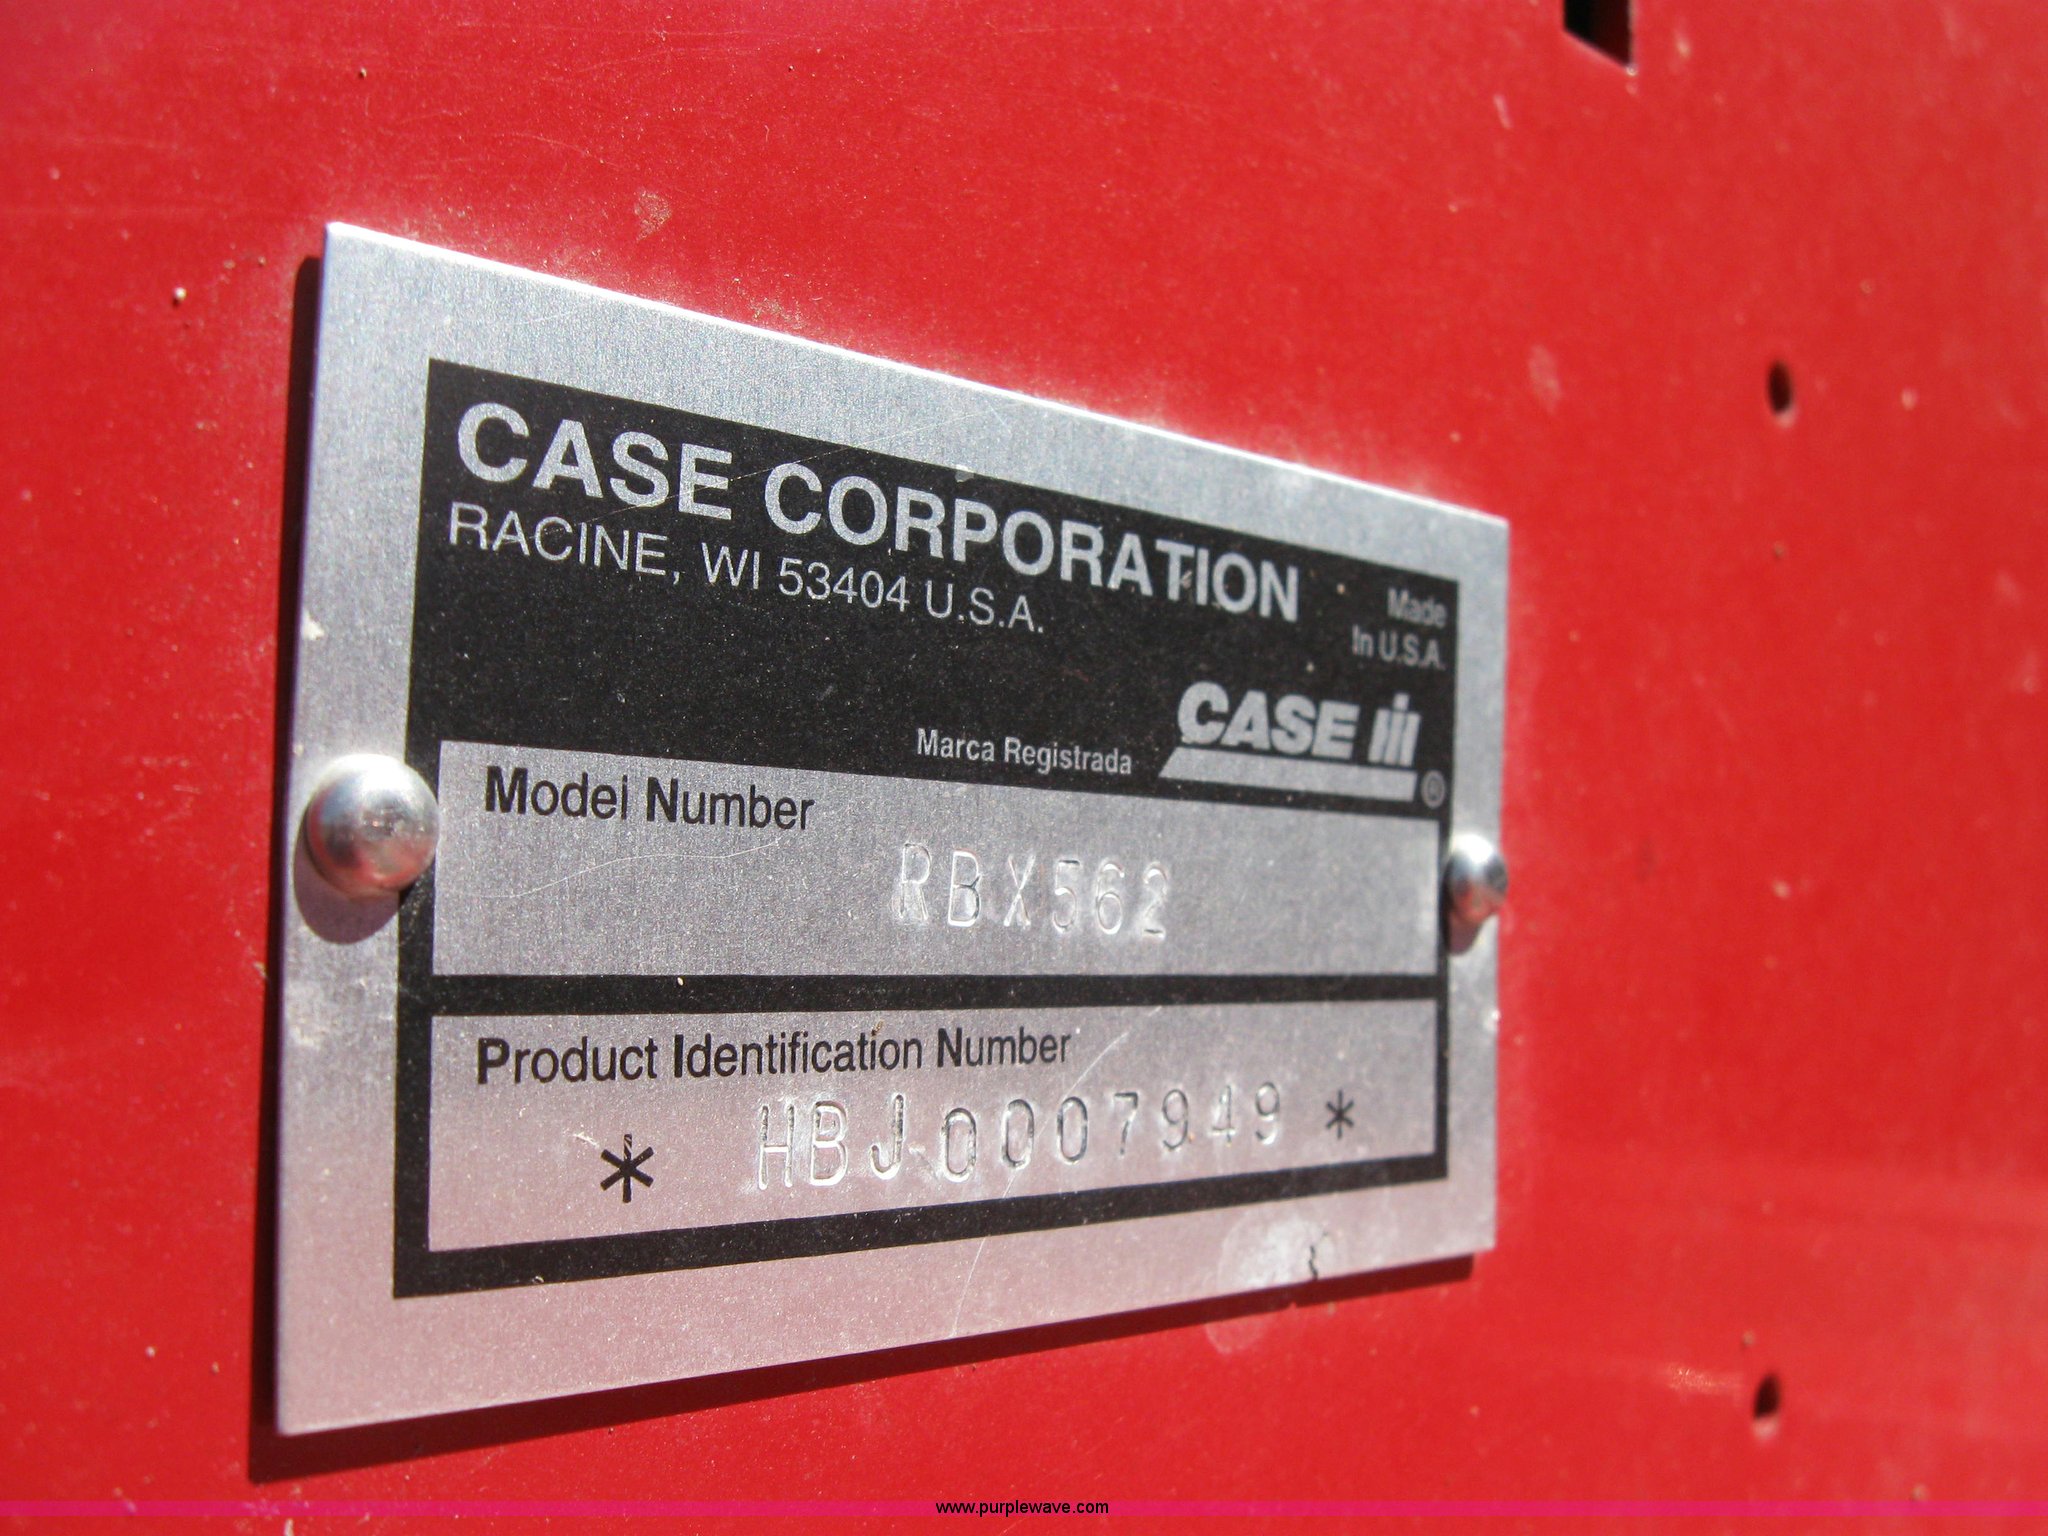 CASE CORPORATION
RACINE, WI 53404 U.S.A.
Made
In U.S.A.
Marca Registrada
CASE IH ®
Model Number
RBX562
Product Identification Number
* HBJ0007949 *
www.purplewave.com